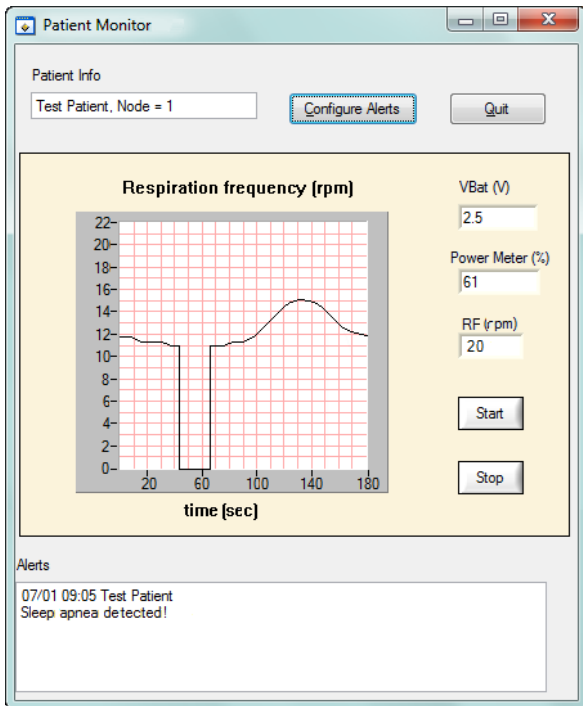 Patient Monitor
Patient Info
Test Patient, Node = 1
Configure Alerts
Quit
Respiration frequency (rpm)
22
20
18
16
14
12
10
8
6
4
2
0
20 60 100 140 180
time (sec)
VBat (V)
2.5
Power Meter (%)
61
RF (rpm)
20
Start
Stop
Alerts
07/01 09:05 Test Patient
Sleep apnea detected!